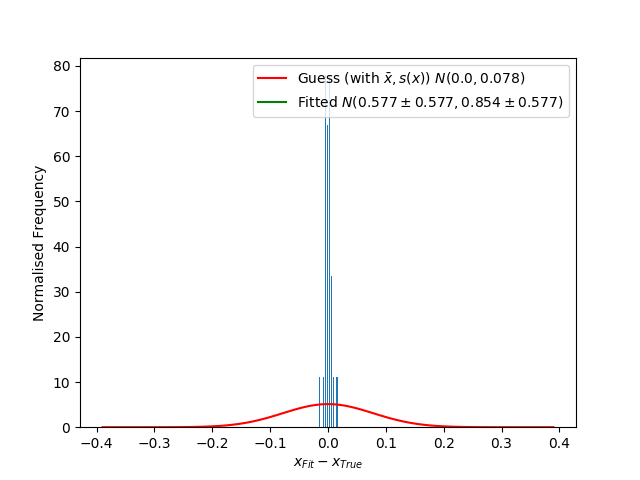 Guess (with x̄, s(x)) N(0.0, 0.078)
Fitted N(0.577 ± 0.577, 0.854 ± 0.577)
80
70
60
50
40
30
20
10
0
Normalised Frequency
−0.4 −0.3 −0.2 −0.1 0.0 0.1 0.2 0.3 0.4
x_Fit − x_True